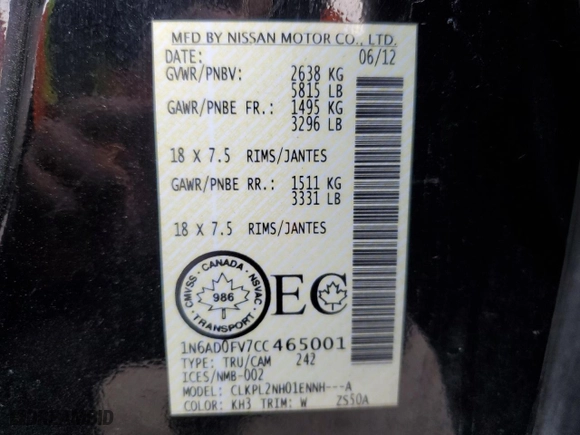 MFD BY NISSAN MOTOR CO., LTD.
DATE: 06/12
GVWR/PNBV: 2638 KG
5815 LB
GAWR/PNBE FR.: 1495 KG
3296 LB
18 X 7.5 RIMS/JANTES
GAWR/PNBE RR.: 1511 KG
3331 LB
18 X 7.5 RIMS/JANTES
CMVSS · CANADA · NSVAC
986
TRANSPORT
EC
1N6AD0FV7CC465001
TYPE: TRU/CAM 242
ICES/NMB-002
MODEL: CLKPL2NH01ENNH---A
COLOR: KH3 TRIM: W ZS50A